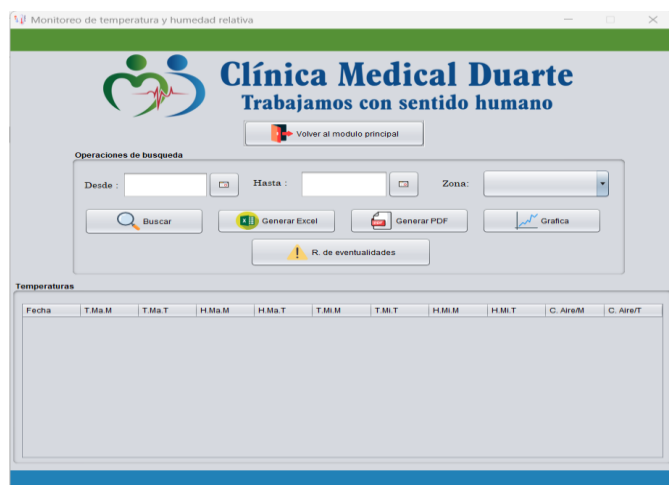 Monitoreo de temperatura y humedad relativa
Clínica Medical Duarte
Trabajamos con sentido humano
Volver al modulo principal
Operaciones de busqueda
Desde : Hasta : Zona:
Buscar Generar Excel Generar PDF Grafica
R. de eventualidades
Temperaturas
Fecha T.Ma.M T.Ma.T H.Ma.M H.Ma.T T.Mi.M T.Mi.T H.Mi.M H.Mi.T C. Aire/M C. Aire/T